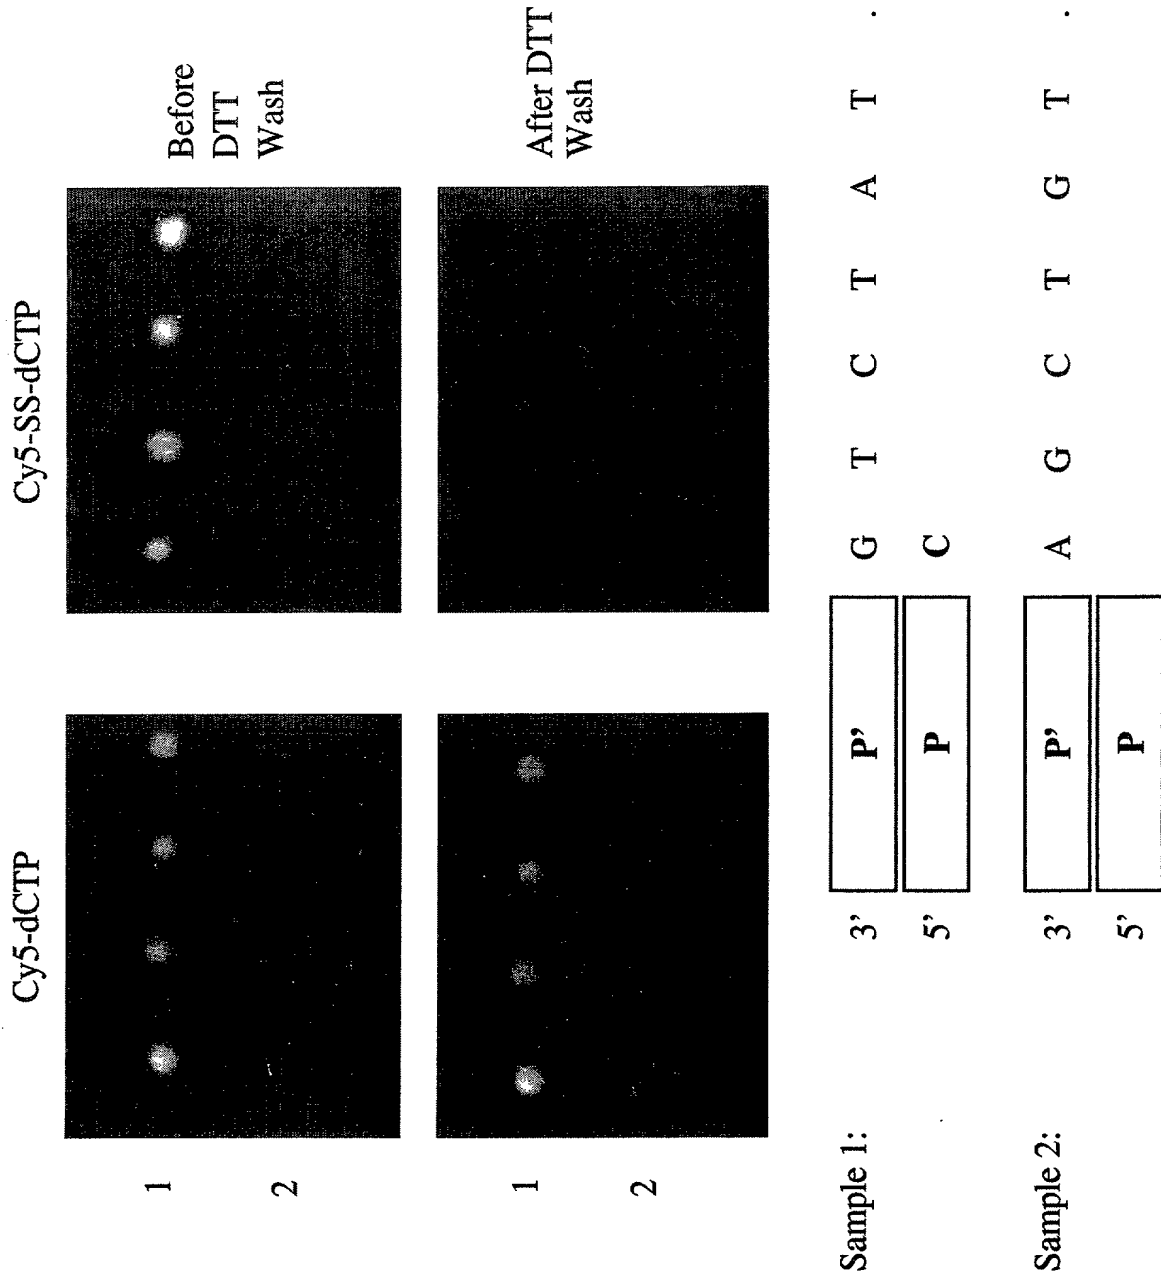 Cy5-dCTP
Cy5-SS-dCTP
1
2
Before
DTT
Wash
1
2
After DTT
Wash
Sample 1:
3' P' G T C T A T .
5' P C
Sample 2:
3' P' A G C T G T .
5' P